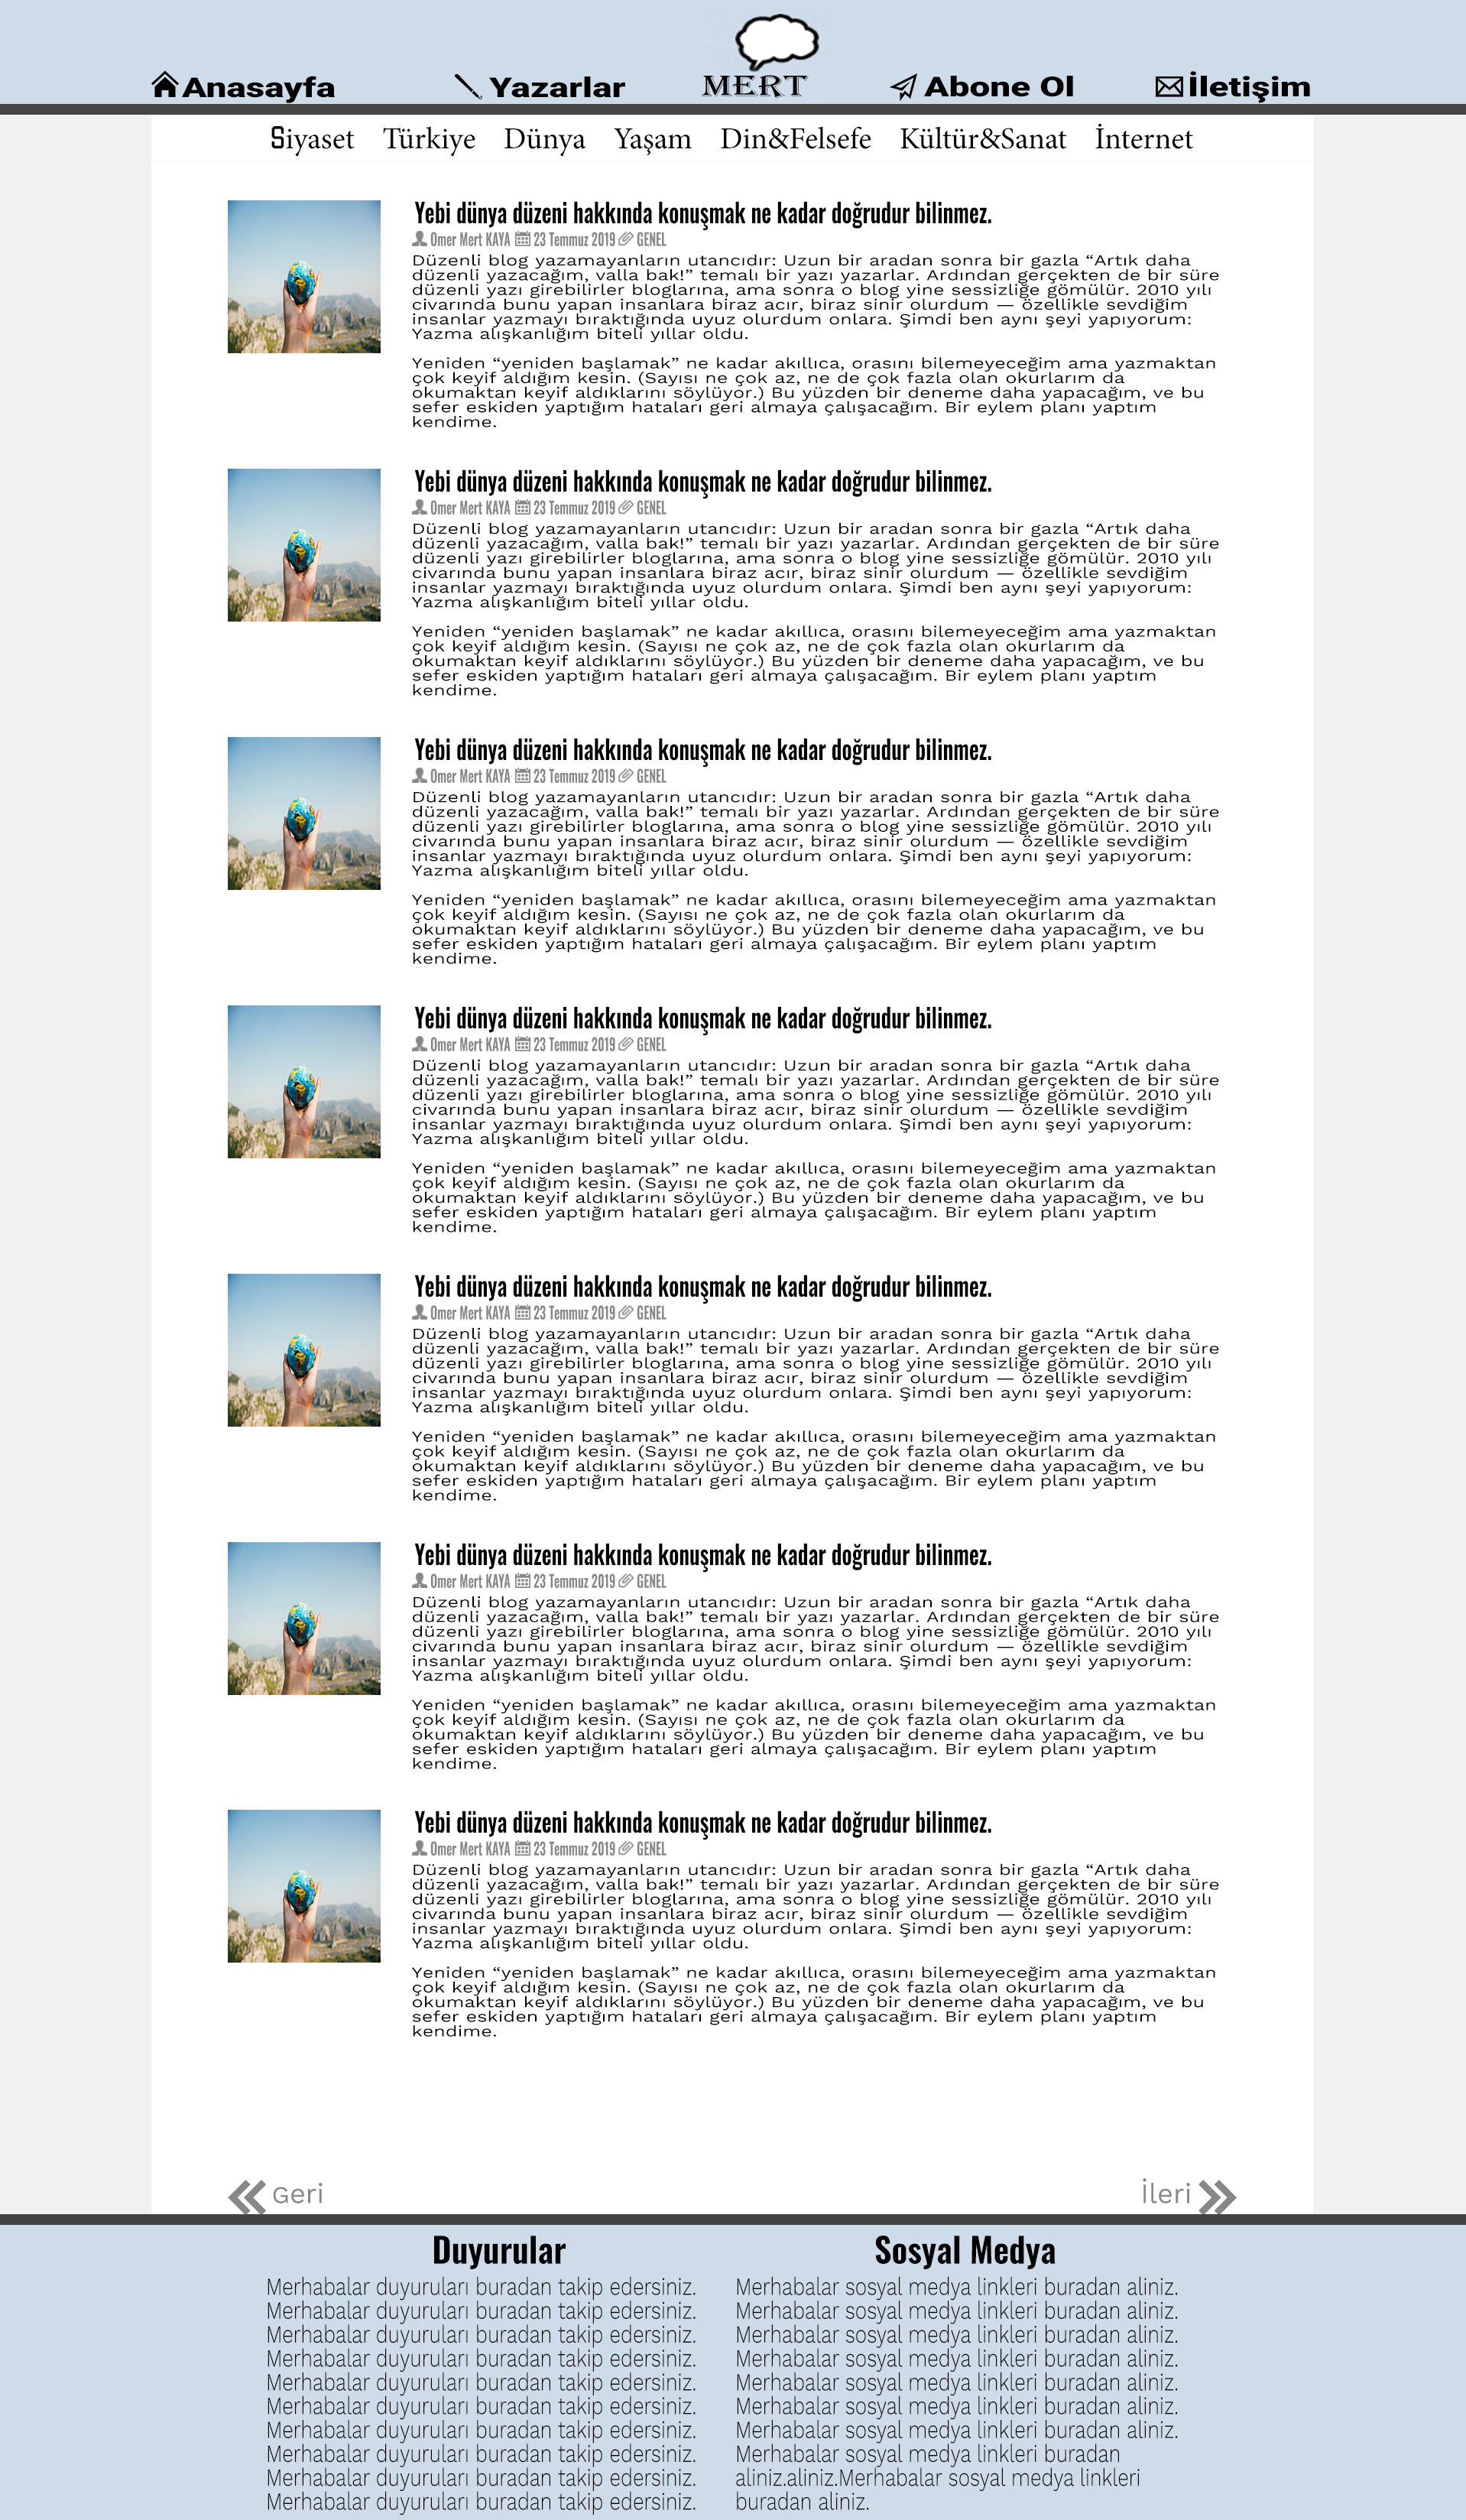 Anasayfa Yazarlar MERT Abone Ol İletişim
Siyaset Türkiye Dünya Yaşam Din&Felsefe Kültür&Sanat İnternet
Yebi dünya düzeni hakkında konuşmak ne kadar doğrudur bilinmez.
Omer Mert KAYA 23 Temmuz 2019 GENEL
Düzenli blog yazamayanların utancıdır: Uzun bir aradan sonra bir gazla “Artık daha
düzenli yazacağım, valla bak!” temalı bir yazı yazarlar. Ardından gerçekten de bir süre
düzenli yazı girebilirler bloglarına, ama sonra o blog yine sessizliğe gömülür. 2010 yılı
civarında bunu yapan insanlara biraz acır, biraz sinir olurdum — özellikle sevdiğim
insanlar yazmayı bıraktığında uyuz olurdum onlara. Şimdi ben aynı şeyi yapıyorum:
Yazma alışkanlığım biteli yıllar oldu.
Yeniden “yeniden başlamak” ne kadar akıllıca, orasını bilemeyeceğim ama yazmaktan
çok keyif aldığım kesin. (Sayısı ne çok az, ne de çok fazla olan okurlarım da
okumaktan keyif aldıklarını söylüyor.) Bu yüzden bir deneme daha yapacağım, ve bu
sefer eskiden yaptığım hataları geri almaya çalışacağım. Bir eylem planı yaptım
kendime.
Yebi dünya düzeni hakkında konuşmak ne kadar doğrudur bilinmez.
Omer Mert KAYA 23 Temmuz 2019 GENEL
Düzenli blog yazamayanların utancıdır: Uzun bir aradan sonra bir gazla “Artık daha
düzenli yazacağım, valla bak!” temalı bir yazı yazarlar. Ardından gerçekten de bir süre
düzenli yazı girebilirler bloglarına, ama sonra o blog yine sessizliğe gömülür. 2010 yılı
civarında bunu yapan insanlara biraz acır, biraz sinir olurdum — özellikle sevdiğim
insanlar yazmayı bıraktığında uyuz olurdum onlara. Şimdi ben aynı şeyi yapıyorum:
Yazma alışkanlığım biteli yıllar oldu.
Yeniden “yeniden başlamak” ne kadar akıllıca, orasını bilemeyeceğim ama yazmaktan
çok keyif aldığım kesin. (Sayısı ne çok az, ne de çok fazla olan okurlarım da
okumaktan keyif aldıklarını söylüyor.) Bu yüzden bir deneme daha yapacağım, ve bu
sefer eskiden yaptığım hataları geri almaya çalışacağım. Bir eylem planı yaptım
kendime.
Yebi dünya düzeni hakkında konuşmak ne kadar doğrudur bilinmez.
Omer Mert KAYA 23 Temmuz 2019 GENEL
Düzenli blog yazamayanların utancıdır: Uzun bir aradan sonra bir gazla “Artık daha
düzenli yazacağım, valla bak!” temalı bir yazı yazarlar. Ardından gerçekten de bir süre
düzenli yazı girebilirler bloglarına, ama sonra o blog yine sessizliğe gömülür. 2010 yılı
civarında bunu yapan insanlara biraz acır, biraz sinir olurdum — özellikle sevdiğim
insanlar yazmayı bıraktığında uyuz olurdum onlara. Şimdi ben aynı şeyi yapıyorum:
Yazma alışkanlığım biteli yıllar oldu.
Yeniden “yeniden başlamak” ne kadar akıllıca, orasını bilemeyeceğim ama yazmaktan
çok keyif aldığım kesin. (Sayısı ne çok az, ne de çok fazla olan okurlarım da
okumaktan keyif aldıklarını söylüyor.) Bu yüzden bir deneme daha yapacağım, ve bu
sefer eskiden yaptığım hataları geri almaya çalışacağım. Bir eylem planı yaptım
kendime.
Yebi dünya düzeni hakkında konuşmak ne kadar doğrudur bilinmez.
Omer Mert KAYA 23 Temmuz 2019 GENEL
Düzenli blog yazamayanların utancıdır: Uzun bir aradan sonra bir gazla “Artık daha
düzenli yazacağım, valla bak!” temalı bir yazı yazarlar. Ardından gerçekten de bir süre
düzenli yazı girebilirler bloglarına, ama sonra o blog yine sessizliğe gömülür. 2010 yılı
civarında bunu yapan insanlara biraz acır, biraz sinir olurdum — özellikle sevdiğim
insanlar yazmayı bıraktığında uyuz olurdum onlara. Şimdi ben aynı şeyi yapıyorum:
Yazma alışkanlığım biteli yıllar oldu.
Yeniden “yeniden başlamak” ne kadar akıllıca, orasını bilemeyeceğim ama yazmaktan
çok keyif aldığım kesin. (Sayısı ne çok az, ne de çok fazla olan okurlarım da
okumaktan keyif aldıklarını söylüyor.) Bu yüzden bir deneme daha yapacağım, ve bu
sefer eskiden yaptığım hataları geri almaya çalışacağım. Bir eylem planı yaptım
kendime.
Yebi dünya düzeni hakkında konuşmak ne kadar doğrudur bilinmez.
Omer Mert KAYA 23 Temmuz 2019 GENEL
Düzenli blog yazamayanların utancıdır: Uzun bir aradan sonra bir gazla “Artık daha
düzenli yazacağım, valla bak!” temalı bir yazı yazarlar. Ardından gerçekten de bir süre
düzenli yazı girebilirler bloglarına, ama sonra o blog yine sessizliğe gömülür. 2010 yılı
civarında bunu yapan insanlara biraz acır, biraz sinir olurdum — özellikle sevdiğim
insanlar yazmayı bıraktığında uyuz olurdum onlara. Şimdi ben aynı şeyi yapıyorum:
Yazma alışkanlığım biteli yıllar oldu.
Yeniden “yeniden başlamak” ne kadar akıllıca, orasını bilemeyeceğim ama yazmaktan
çok keyif aldığım kesin. (Sayısı ne çok az, ne de çok fazla olan okurlarım da
okumaktan keyif aldıklarını söylüyor.) Bu yüzden bir deneme daha yapacağım, ve bu
sefer eskiden yaptığım hataları geri almaya çalışacağım. Bir eylem planı yaptım
kendime.
Yebi dünya düzeni hakkında konuşmak ne kadar doğrudur bilinmez.
Omer Mert KAYA 23 Temmuz 2019 GENEL
Düzenli blog yazamayanların utancıdır: Uzun bir aradan sonra bir gazla “Artık daha
düzenli yazacağım, valla bak!” temalı bir yazı yazarlar. Ardından gerçekten de bir süre
düzenli yazı girebilirler bloglarına, ama sonra o blog yine sessizliğe gömülür. 2010 yılı
civarında bunu yapan insanlara biraz acır, biraz sinir olurdum — özellikle sevdiğim
insanlar yazmayı bıraktığında uyuz olurdum onlara. Şimdi ben aynı şeyi yapıyorum:
Yazma alışkanlığım biteli yıllar oldu.
Yeniden “yeniden başlamak” ne kadar akıllıca, orasını bilemeyeceğim ama yazmaktan
çok keyif aldığım kesin. (Sayısı ne çok az, ne de çok fazla olan okurlarım da
okumaktan keyif aldıklarını söylüyor.) Bu yüzden bir deneme daha yapacağım, ve bu
sefer eskiden yaptığım hataları geri almaya çalışacağım. Bir eylem planı yaptım
kendime.
Yebi dünya düzeni hakkında konuşmak ne kadar doğrudur bilinmez.
Omer Mert KAYA 23 Temmuz 2019 GENEL
Düzenli blog yazamayanların utancıdır: Uzun bir aradan sonra bir gazla “Artık daha
düzenli yazacağım, valla bak!” temalı bir yazı yazarlar. Ardından gerçekten de bir süre
düzenli yazı girebilirler bloglarına, ama sonra o blog yine sessizliğe gömülür. 2010 yılı
civarında bunu yapan insanlara biraz acır, biraz sinir olurdum — özellikle sevdiğim
insanlar yazmayı bıraktığında uyuz olurdum onlara. Şimdi ben aynı şeyi yapıyorum:
Yazma alışkanlığım biteli yıllar oldu.
Yeniden “yeniden başlamak” ne kadar akıllıca, orasını bilemeyeceğim ama yazmaktan
çok keyif aldığım kesin. (Sayısı ne çok az, ne de çok fazla olan okurlarım da
okumaktan keyif aldıklarını söylüyor.) Bu yüzden bir deneme daha yapacağım, ve bu
sefer eskiden yaptığım hataları geri almaya çalışacağım. Bir eylem planı yaptım
kendime.
Geri İleri
Duyurular
Merhabalar duyuruları buradan takip edersiniz.
Merhabalar duyuruları buradan takip edersiniz.
Merhabalar duyuruları buradan takip edersiniz.
Merhabalar duyuruları buradan takip edersiniz.
Merhabalar duyuruları buradan takip edersiniz.
Merhabalar duyuruları buradan takip edersiniz.
Merhabalar duyuruları buradan takip edersiniz.
Merhabalar duyuruları buradan takip edersiniz.
Merhabalar duyuruları buradan takip edersiniz.
Merhabalar duyuruları buradan takip edersiniz.
Sosyal Medya
Merhabalar sosyal medya linkleri buradan aliniz.
Merhabalar sosyal medya linkleri buradan aliniz.
Merhabalar sosyal medya linkleri buradan aliniz.
Merhabalar sosyal medya linkleri buradan aliniz.
Merhabalar sosyal medya linkleri buradan aliniz.
Merhabalar sosyal medya linkleri buradan aliniz.
Merhabalar sosyal medya linkleri buradan aliniz.
Merhabalar sosyal medya linkleri buradan
aliniz.aliniz.Merhabalar sosyal medya linkleri
buradan aliniz.